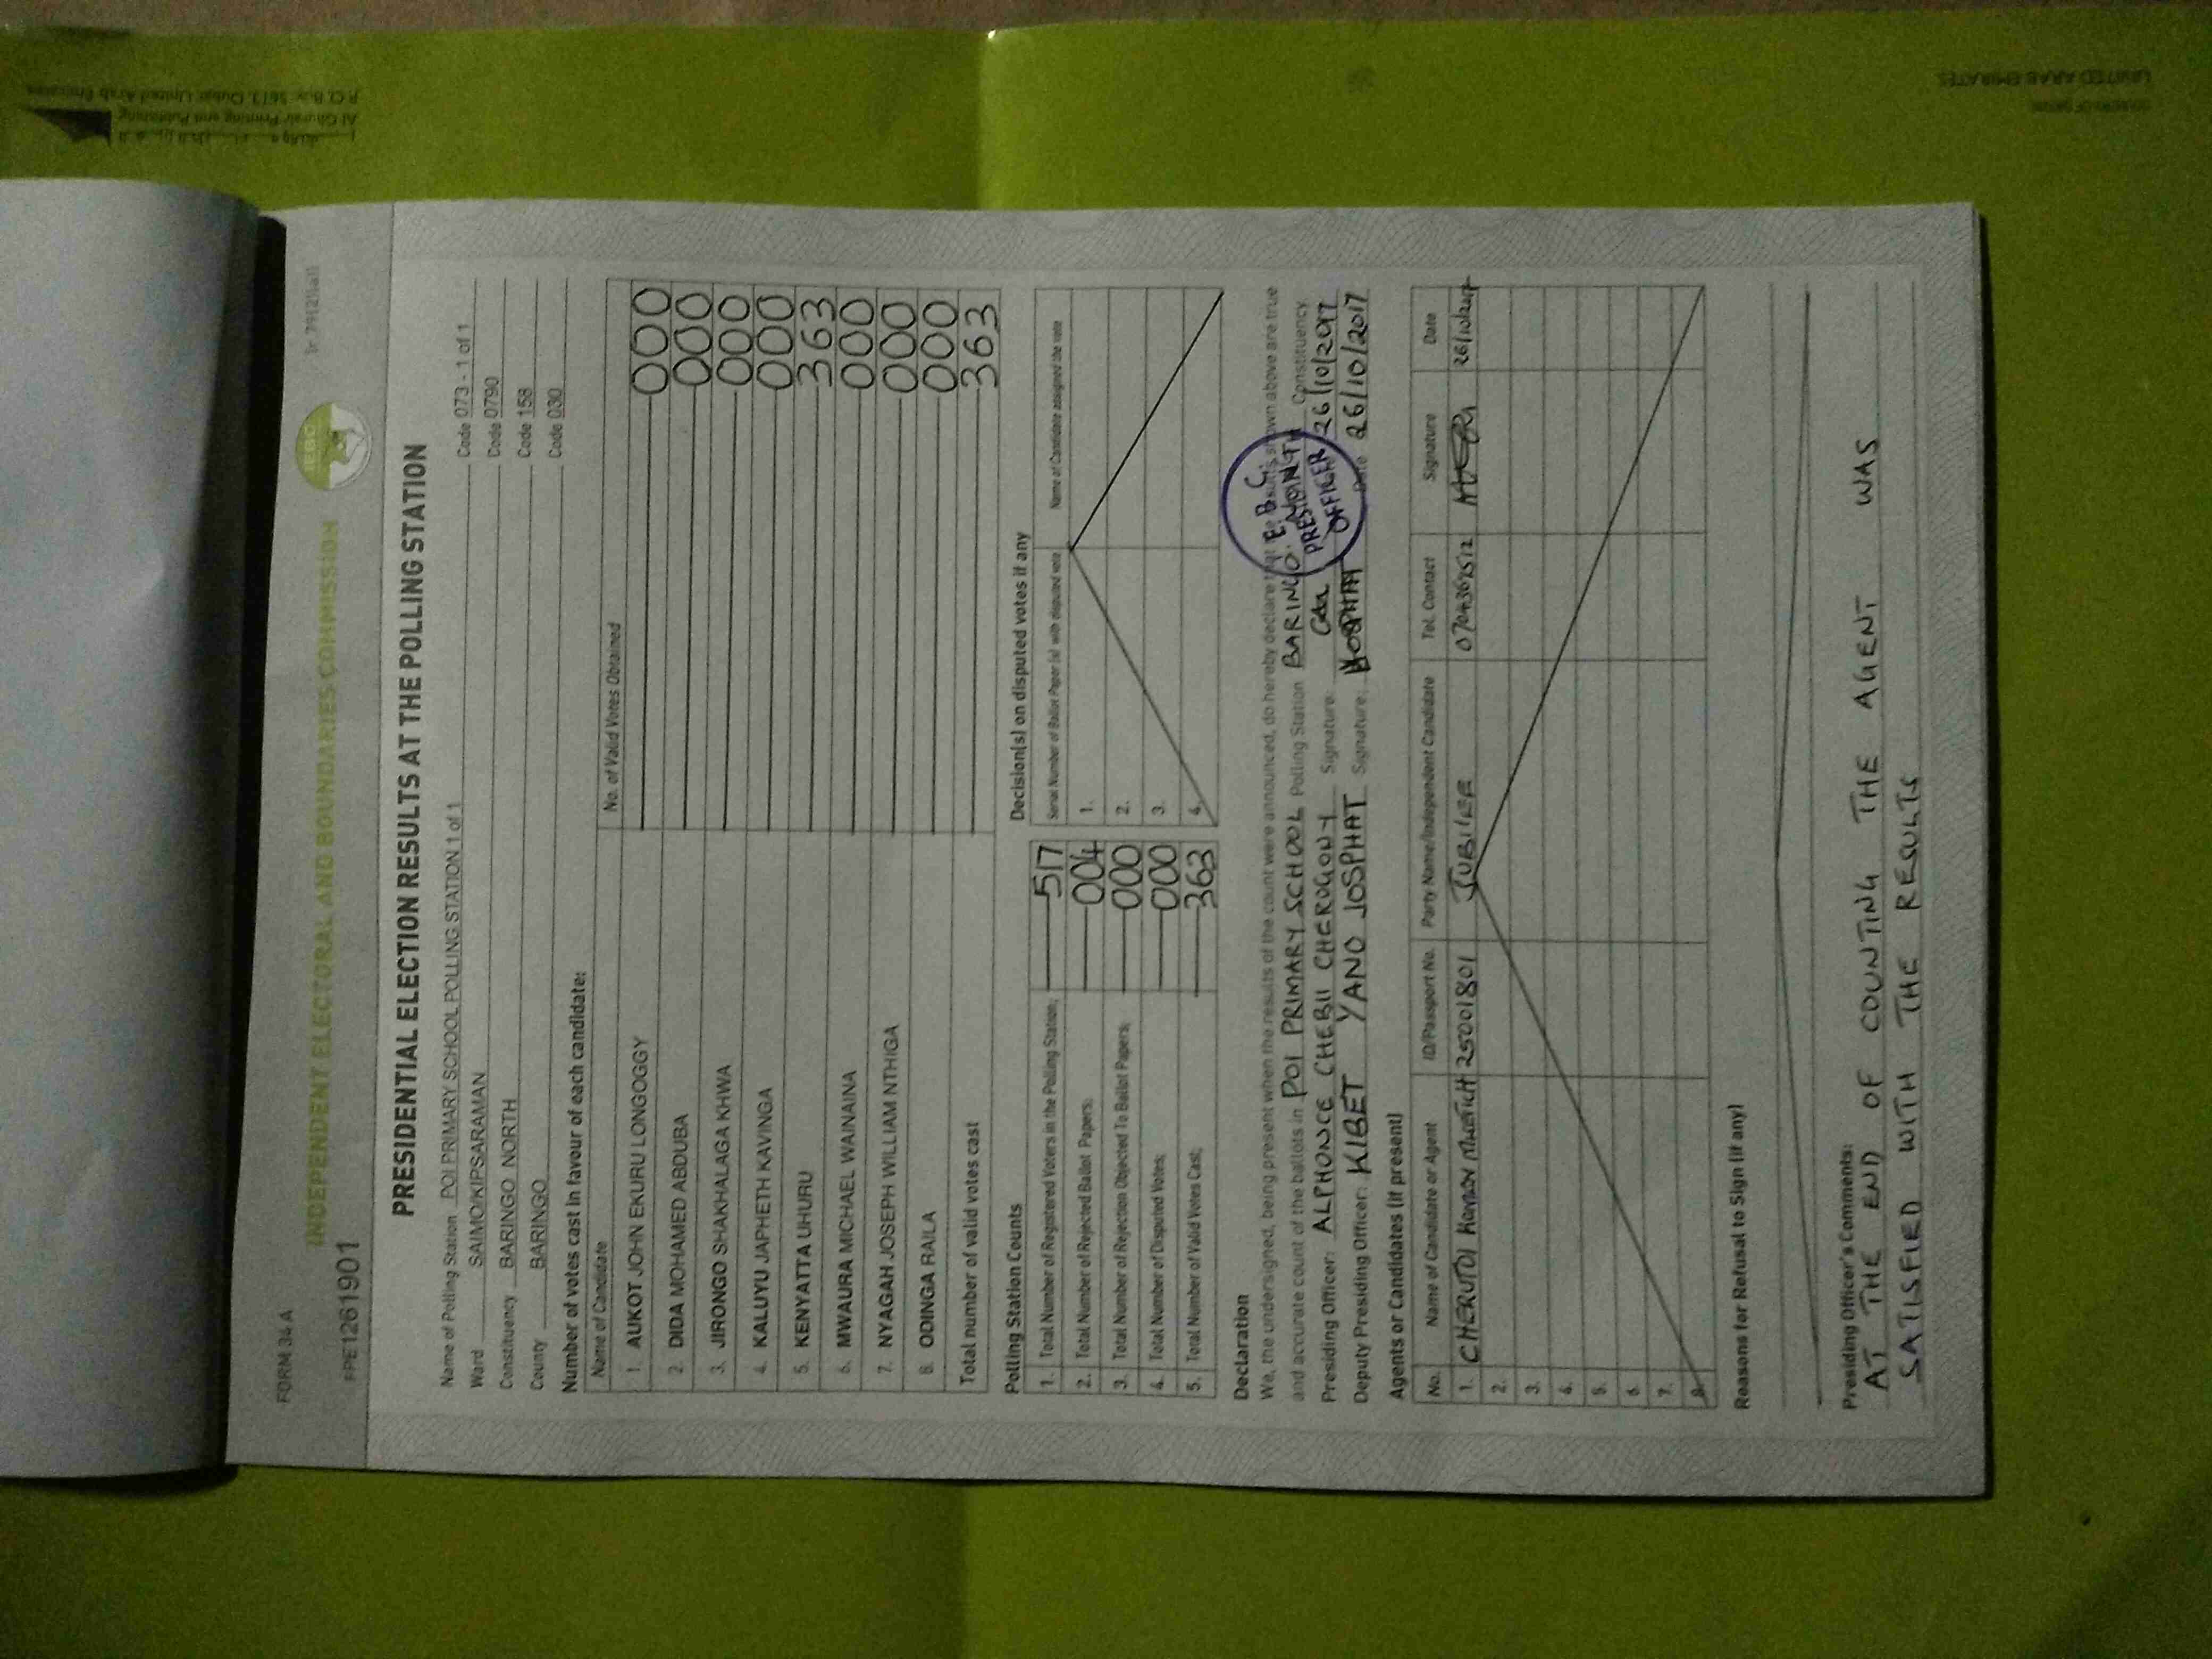 FORM 34 A
INDEPENDENT ELECTORAL AND BOUNDARIES COMMISSION
IEBC
FPE1261901
PRESIDENTIAL ELECTION RESULTS AT THE POLLING STATION
Name of Polling Station POI PRIMARY SCHOOL POLLING STATION 1 of 1 Code 073 - 1 of 1
Ward SAIMO/KIPSARAMAN Code 0790
Constituency BARINGO NORTH Code 158
County BARINGO Code 030
Number of votes cast in favour of each candidate:
Name of Candidate No. of Valid Votes Obtained
1. AUKOT JOHN EKURU LONGOGGY 000
2. DIDA MOHAMED ABDUBA 000
3. JIRONGO SHAKHALAGA KHWA 000
4. KALUYU JAPHETH KAVINGA 000
5. KENYATTA UHURU 363
6. MWAURA MICHAEL WAINAINA 000
7. NYAGAH JOSEPH WILLIAM NTHIGA 000
8. ODINGA RAILA 000
Total number of valid votes cast 363
Polling Station Counts
1. Total Number of Registered Voters in the Polling Station; 517
2. Total Number of Rejected Ballot Papers; 004
3. Total Number of Rejection Objected To Ballot Papers; 000
4. Total Number of Disputed Votes; 000
5. Total Number of Valid Votes Cast; 363
Decision(s) on disputed votes if any
Serial Number of Ballot Paper (s) with disputed vote Name of Candidate assigned the vote
1.
2.
3.
4.
Declaration
We, the undersigned, being present when the results of the count were announced, do hereby declare that the results shown above are true
and accurate count of the ballots in POI PRIMARY SCHOOL Polling Station BARINGO NORTH Constituency
Presiding Officer: ALPHONCE CHEBII CHEROGONY Signature: 26/10/2017
Deputy Presiding Officer: KIBET YANO JOSPHAT Signature: Date 26/10/2017
E.B.C.
PRESIDING
OFFICER
Agents or Candidates (if present)
No. Name of Candidate or Agent ID/Passport No. Party Name/Independent Candidate Tel. Contact Signature Date
1. CHERUTOI 25001801 JUBILEE 0704369512 26/10/2017
2.
3.
4.
5.
6.
7.
8.
Reasons for Refusal to Sign (if any)
Presiding Officer's Comments:
AT THE END OF COUNTING THE AGENT WAS
SATISFIED WITH THE RESULTS
Al Ghurair Printing and Publishing
P.O. Box: 5613, Dubai, United Arab Emirates
UNITED ARAB EMIRATES